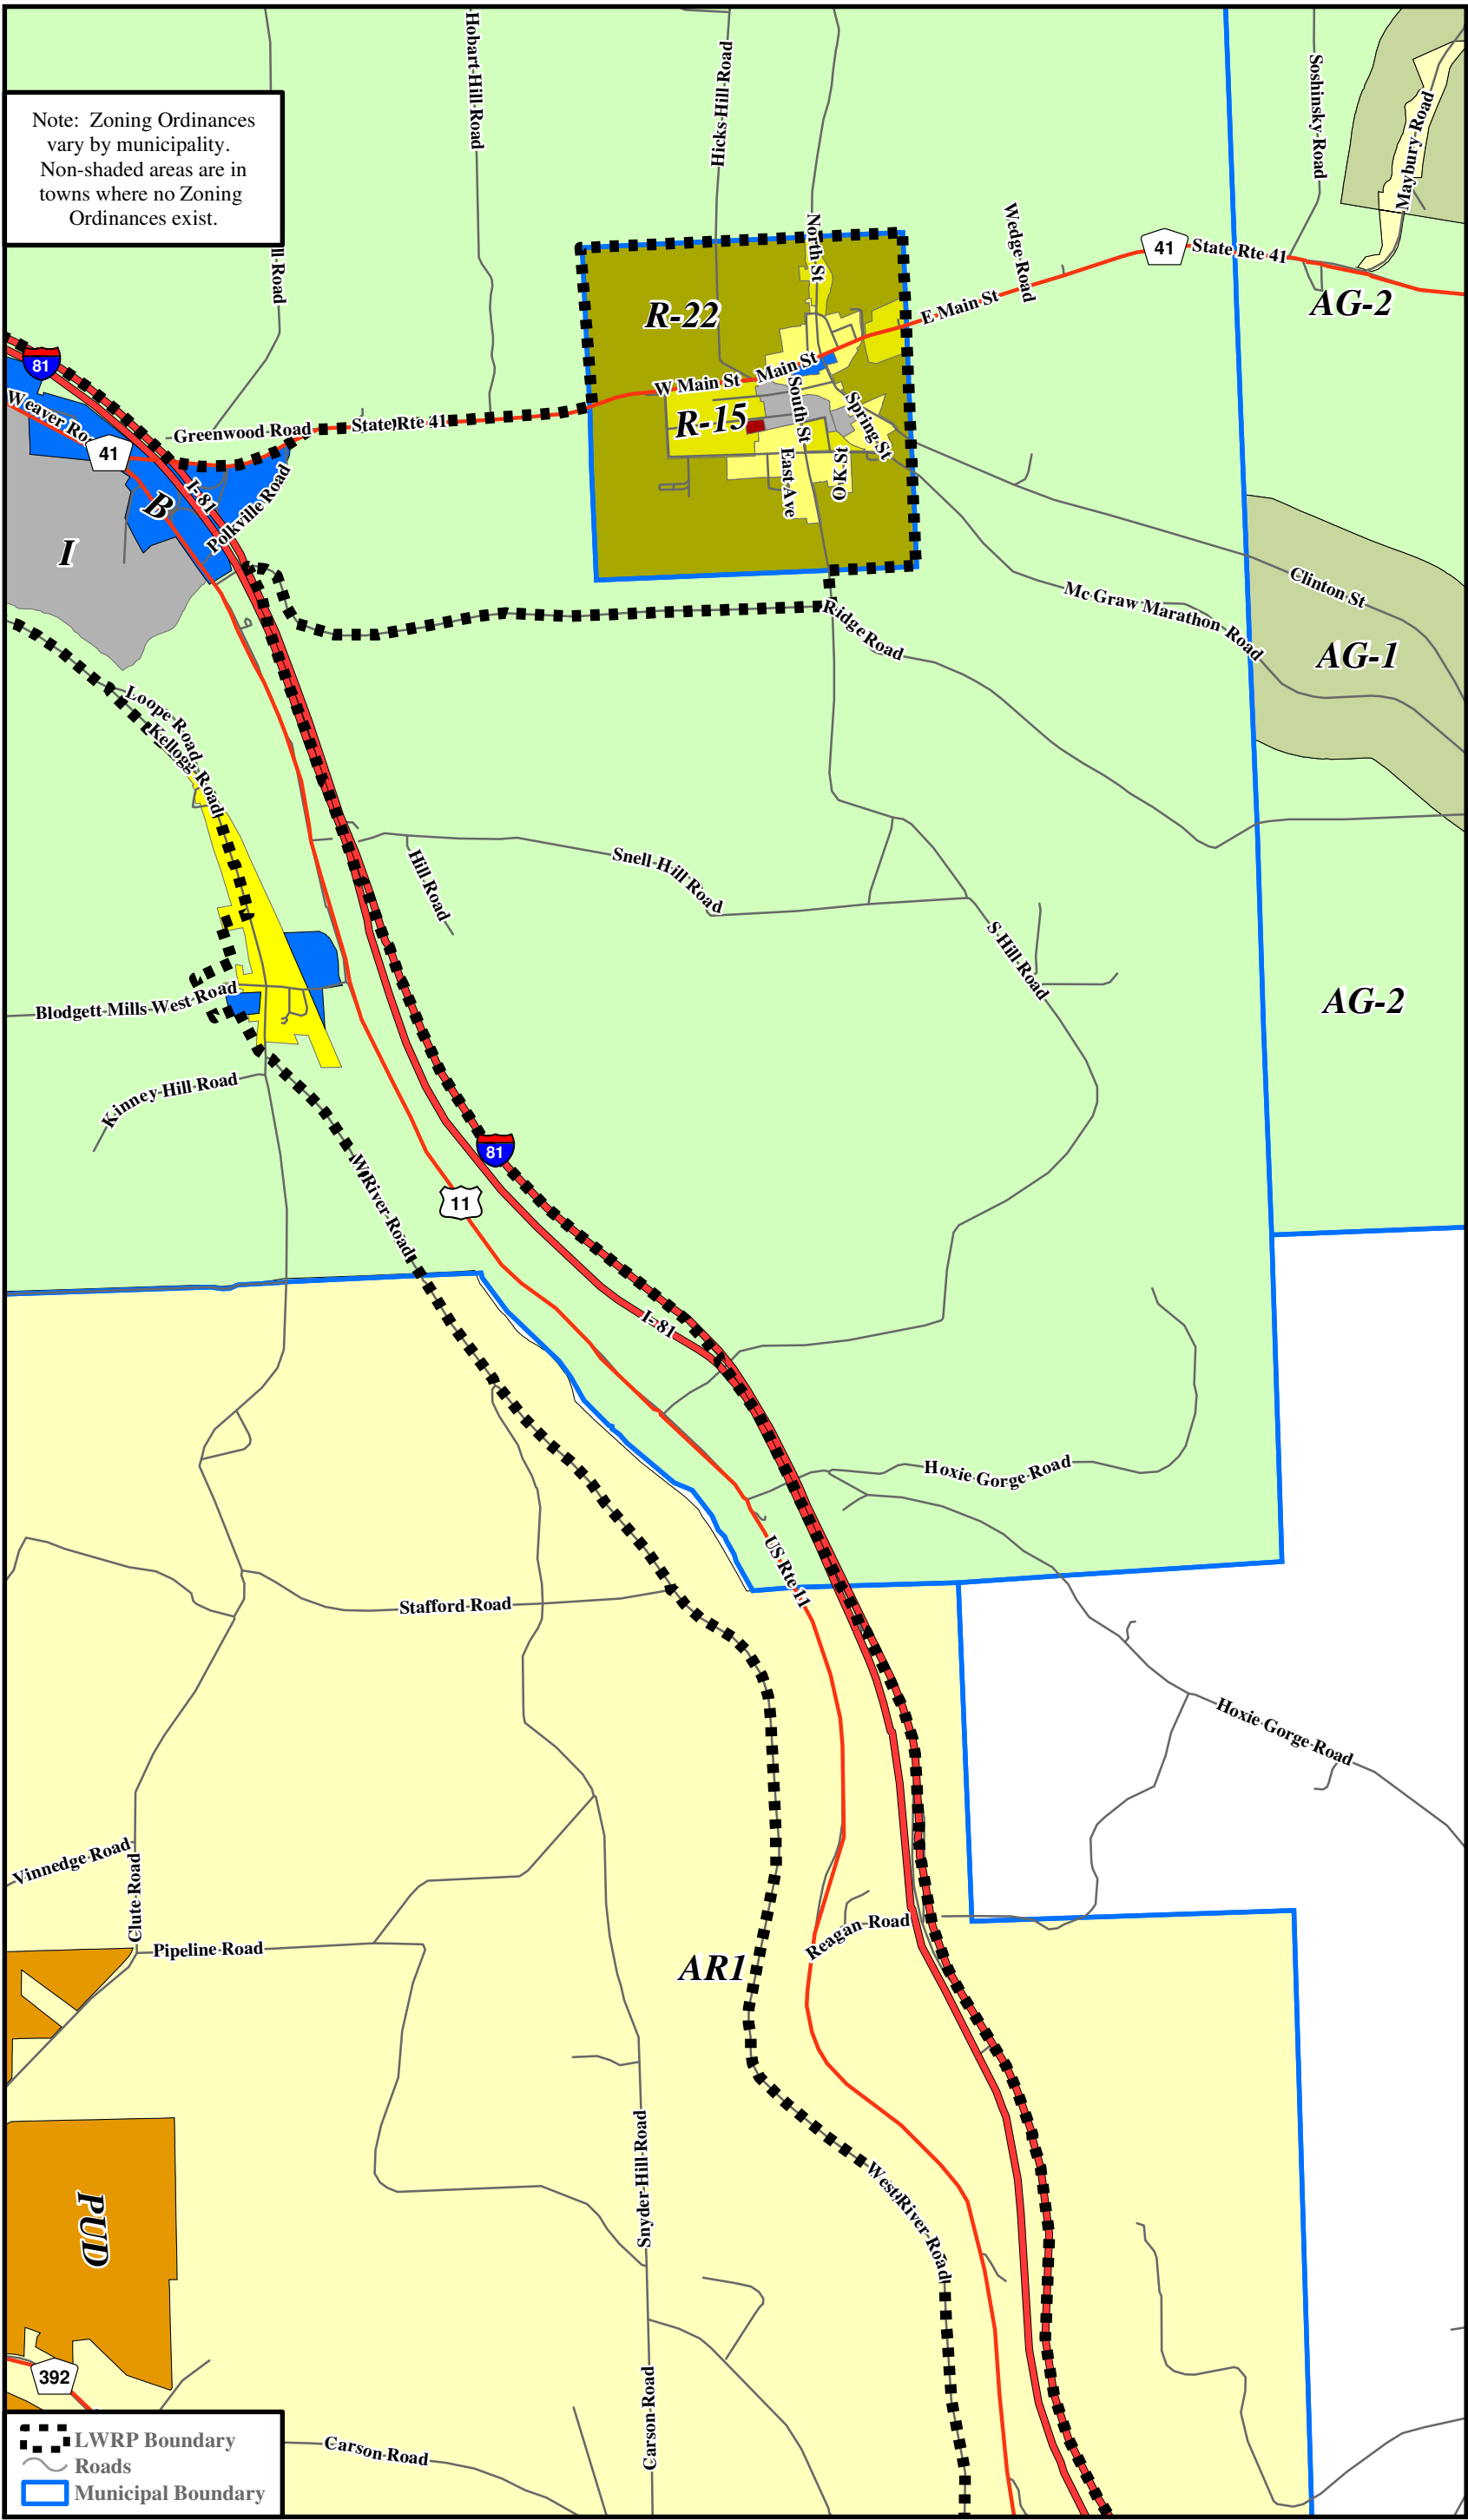 Hobart Hill Road
Hicks Hill Road
Soshinsky Road
Maybury Road
Note: Zoning Ordinances
vary by municipality.
Non-shaded areas are in
towns where no Zoning
Ordinances exist.
ll Road
North St
Wedge Road
41
State Rte 41
AG-2
R-22
E Main St
81
Weaver
W Main St
Main St
Greenwood Road
State Rte 41
R-15
South St
Spring St
41
I-81
B
Polkville Road
East Ave
I
Mc Graw Marathon Road
Clinton St
Ridge Road
AG-1
Loope Road
Kellogg Road
Hill Road
Snell Hill Road
S Hill Road
Blodgett Mills West Road
AG-2
Kinney Hill Road
81
W River Road
11
I-81
Hoxie Gorge Road
US Rte 11
Stafford Road
Hoxie Gorge Road
Vinnedge Road
Clute Road
Pipeline Road
Reagan Road
AR1
Snyder Hill Road
West River Road
PUD
392
Carson Road
Carson Road
LWRP Boundary
Roads
Municipal Boundary